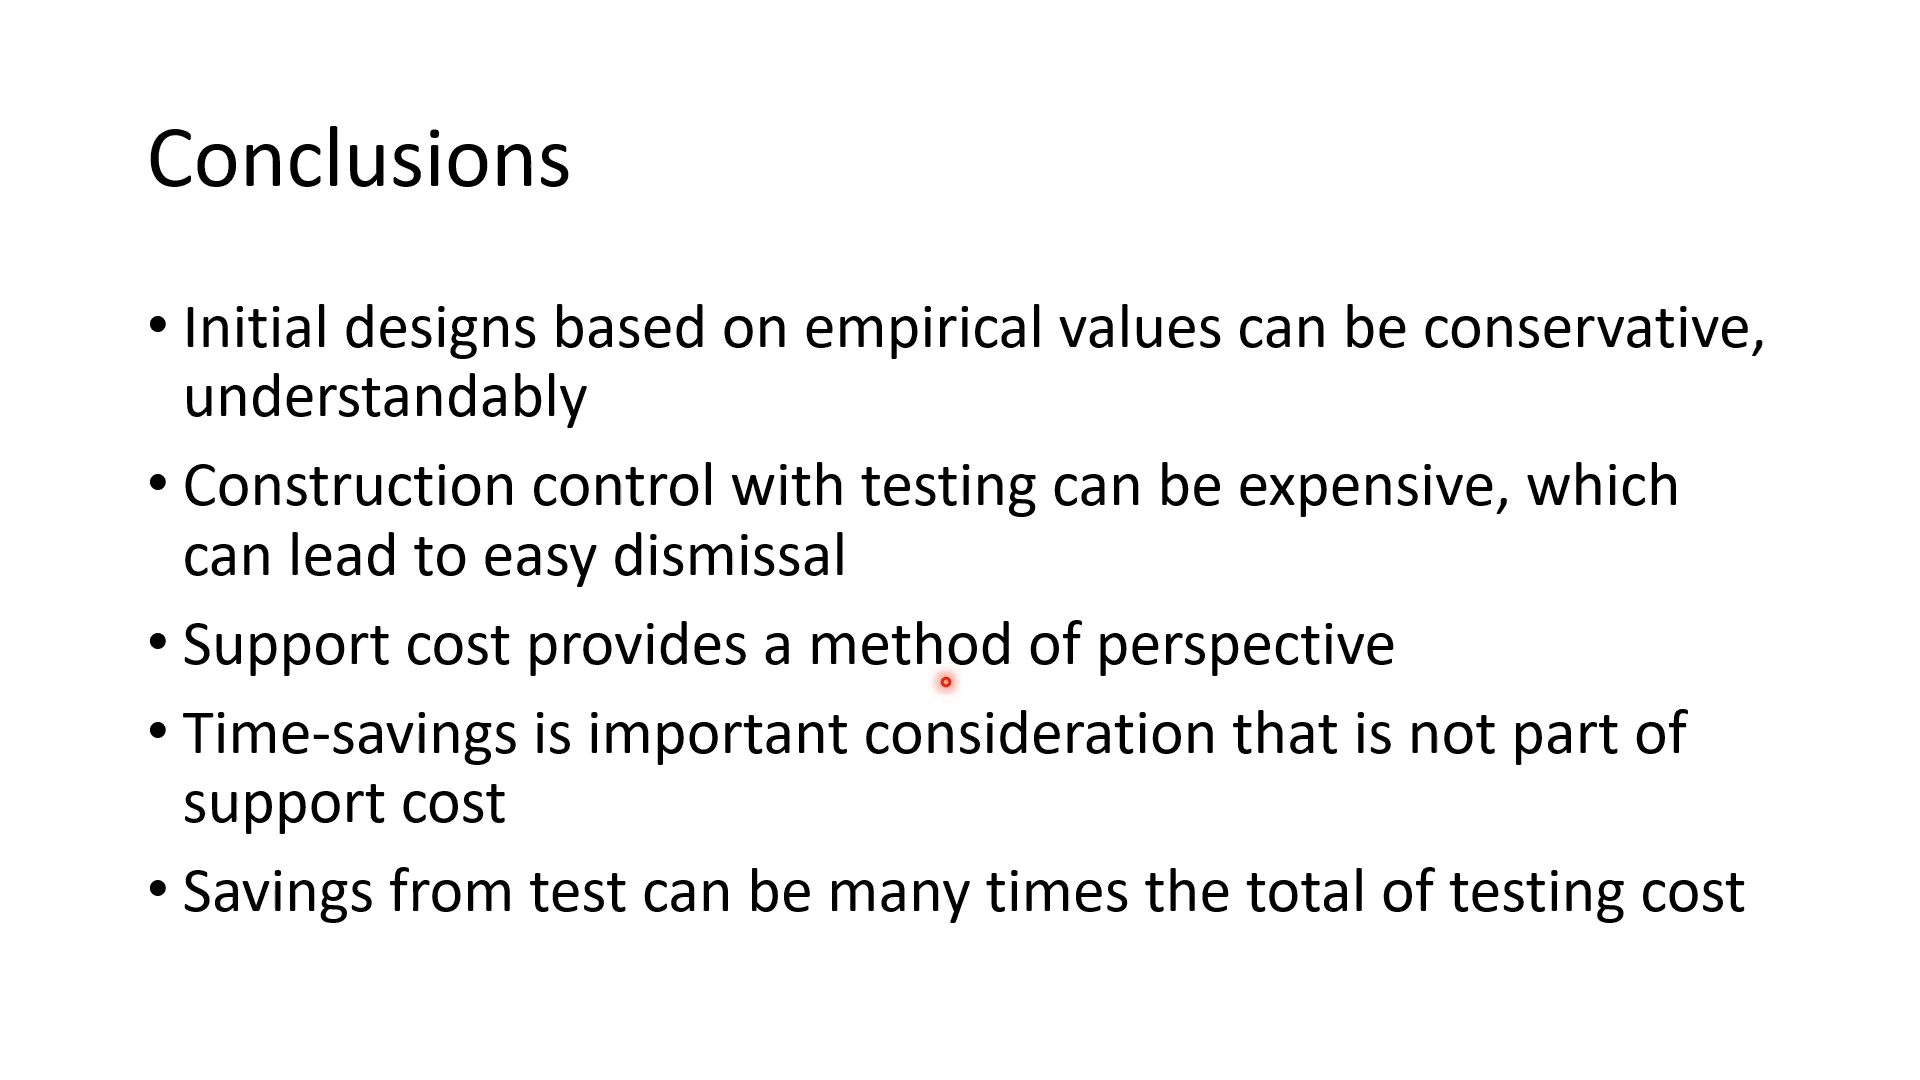 Conclusions
• Initial designs based on empirical values can be conservative,
understandably
• Construction control with testing can be expensive, which
can lead to easy dismissal
• Support cost provides a method of perspective
• Time-savings is important consideration that is not part of
support cost
• Savings from test can be many times the total of testing cost